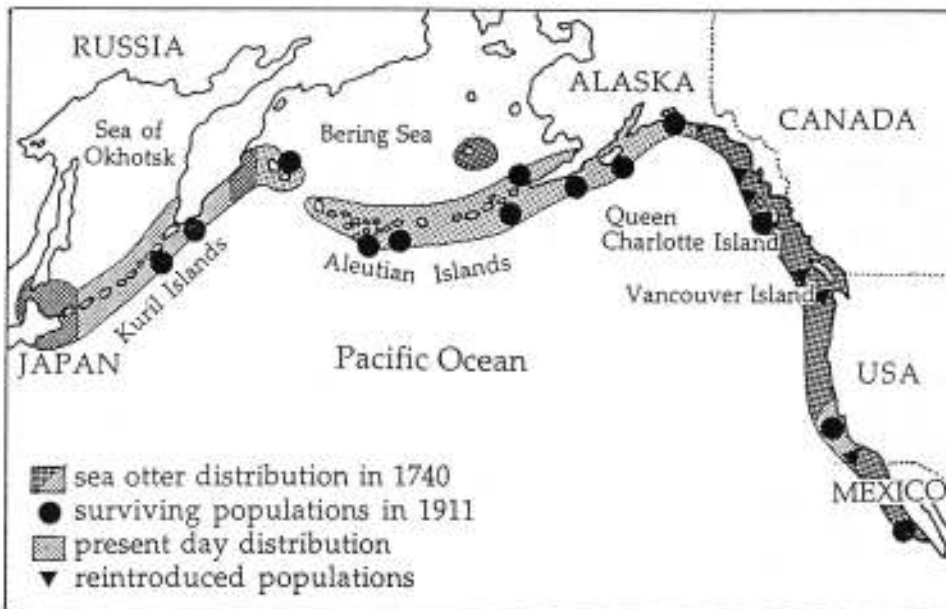 RUSSIA
ALASKA
CANADA
Sea of
Okhotsk
Bering Sea
Queen
Charlotte Island
Kuril Islands
Aleutian Islands
Vancouver Island
JAPAN
Pacific Ocean
USA
MEXICO
sea otter distribution in 1740
surviving populations in 1911
present day distribution
reintroduced populations